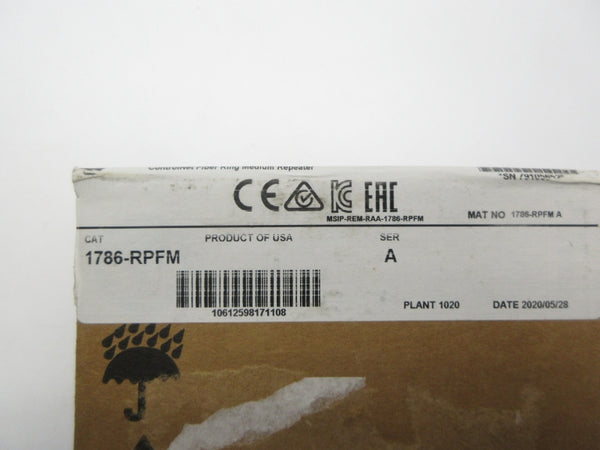 ControlNet Fiber Ring Medium Repeater
CE KC EAC
MSIP-REM-RAA-1786-RPFM
MAT NO 1786-RPFM A
CAT PRODUCT OF USA SER
1786-RPFM A
10612598171108
PLANT 1020 DATE 2020/05/28